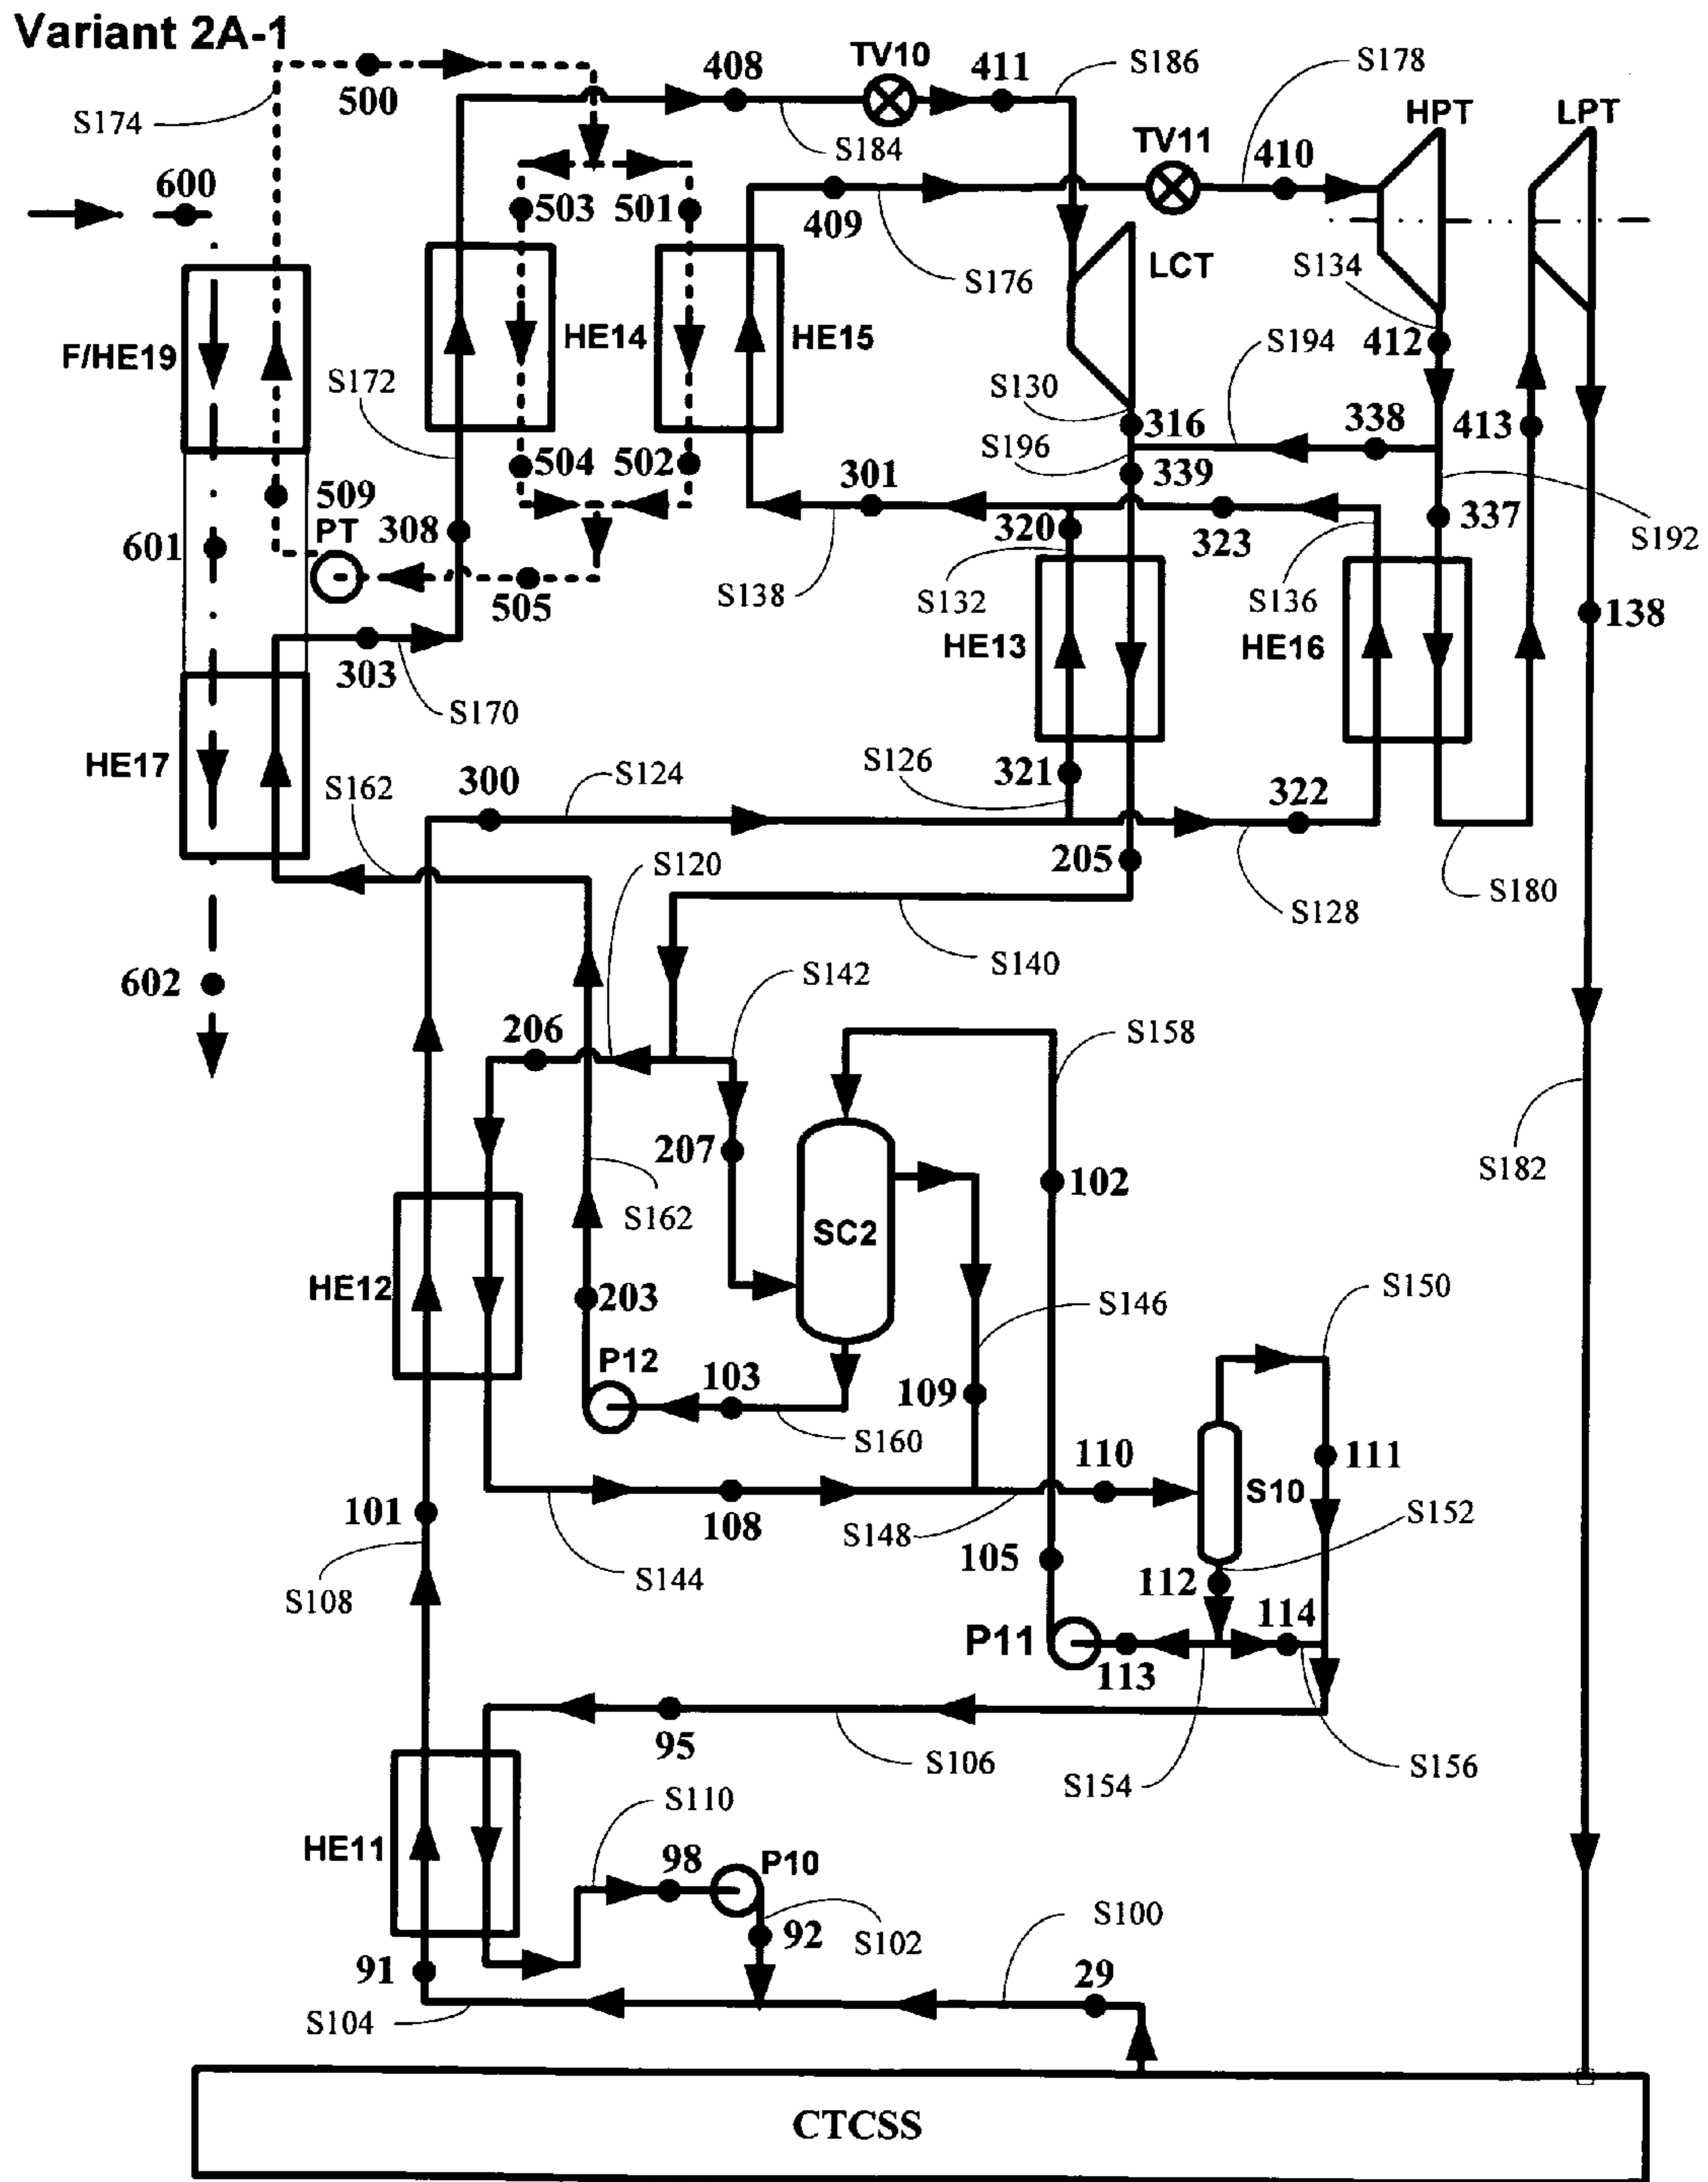 Variant 2A-1
TV10
408
411
S186
S178
500
S174
S184
HPT
LPT
TV11
410
600
503
501
409
LCT
S176
S134
412
F/HE19
HE14
HE15
S194
S172
S130
316
338
413
S196
339
504
502
301
509
PT
308
320
323
337
S192
601
505
S138
S132
S136
138
HE13
HE16
303
S170
HE17
S162
300
S124
S126
321
322
205
S120
S128
S180
602
S142
S140
206
S158
207
102
S182
S162
SC2
HE12
203
S146
S150
P12
103
109
S160
110
111
101
108
S148
S10
S152
105
112
S108
S144
114
P11
113
95
S106
S154
S156
S110
HE11
98
P10
92
S102
S100
91
29
S104
CTCSS